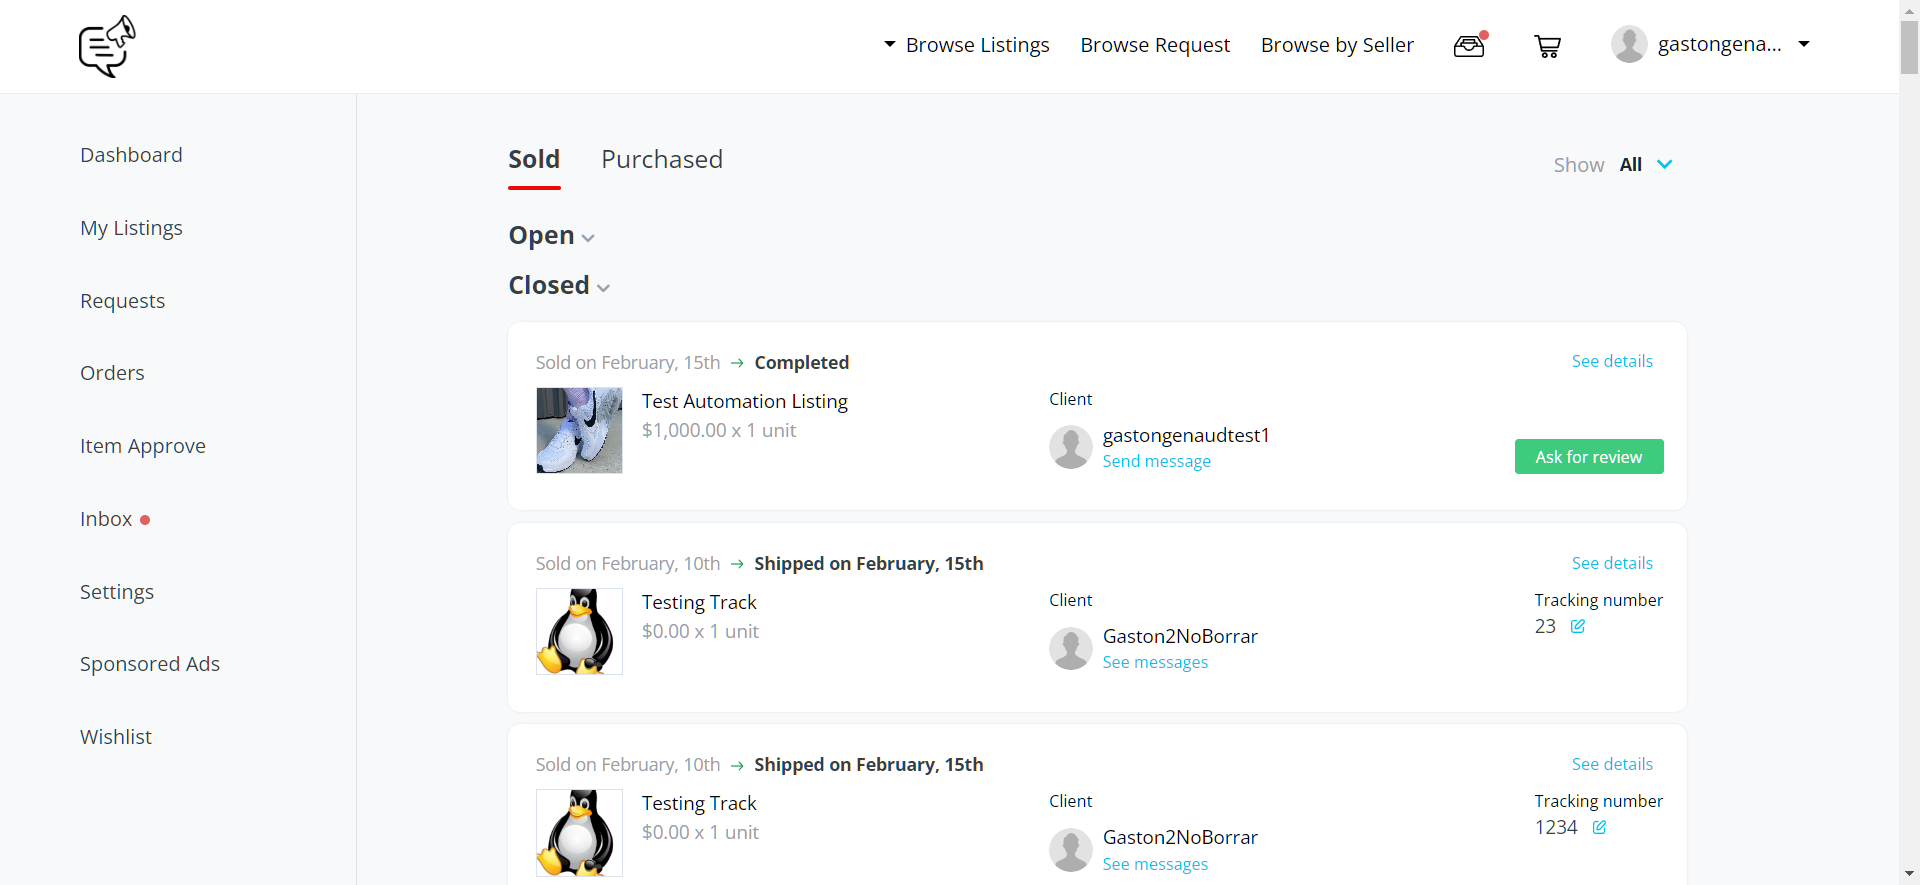 Browse Listings
Browse Request
Browse by Seller
gastongena...
Dashboard
My Listings
Requests
Orders
Item Approve
Inbox
Settings
Sponsored Ads
Wishlist
Sold
Purchased
Show All
Open
Closed
Sold on February, 15th → Completed
See details
Test Automation Listing
$1,000.00 x 1 unit
Client
gastongenaudtest1
Send message
Ask for review
Sold on February, 10th → Shipped on February, 15th
See details
Testing Track
$0.00 x 1 unit
Client
Gaston2NoBorrar
See messages
Tracking number
23
Sold on February, 10th → Shipped on February, 15th
See details
Testing Track
$0.00 x 1 unit
Client
Gaston2NoBorrar
See messages
Tracking number
1234